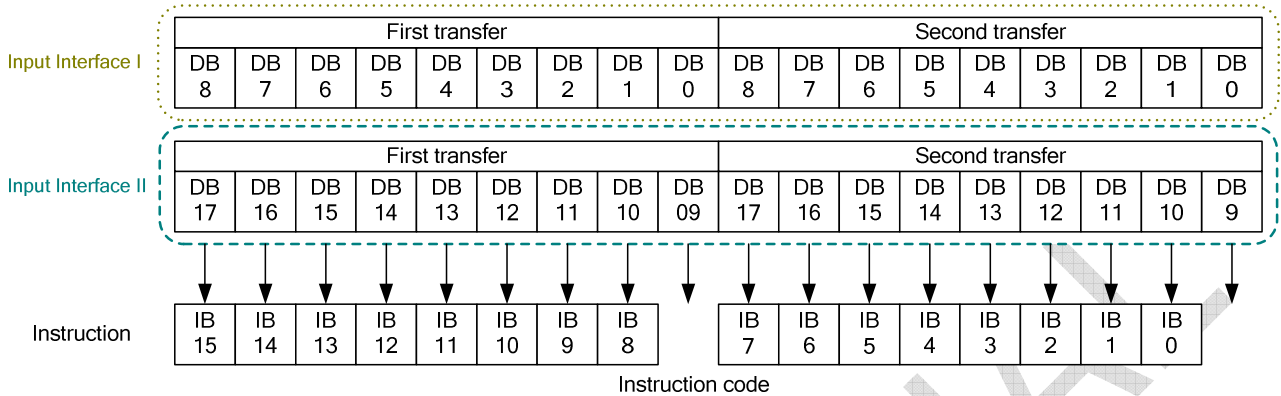 First transfer Second transfer
Input Interface I
DB DB DB DB DB DB DB DB DB DB DB DB DB DB DB DB DB DB
8 7 6 5 4 3 2 1 0 8 7 6 5 4 3 2 1 0
First transfer Second transfer
Input Interface II
DB DB DB DB DB DB DB DB DB DB DB DB DB DB DB DB DB DB
17 16 15 14 13 12 11 10 09 17 16 15 14 13 12 11 10 9
Instruction
IB IB IB IB IB IB IB IB IB IB IB IB IB IB IB IB
15 14 13 12 11 10 9 8 7 6 5 4 3 2 1 0
Instruction code